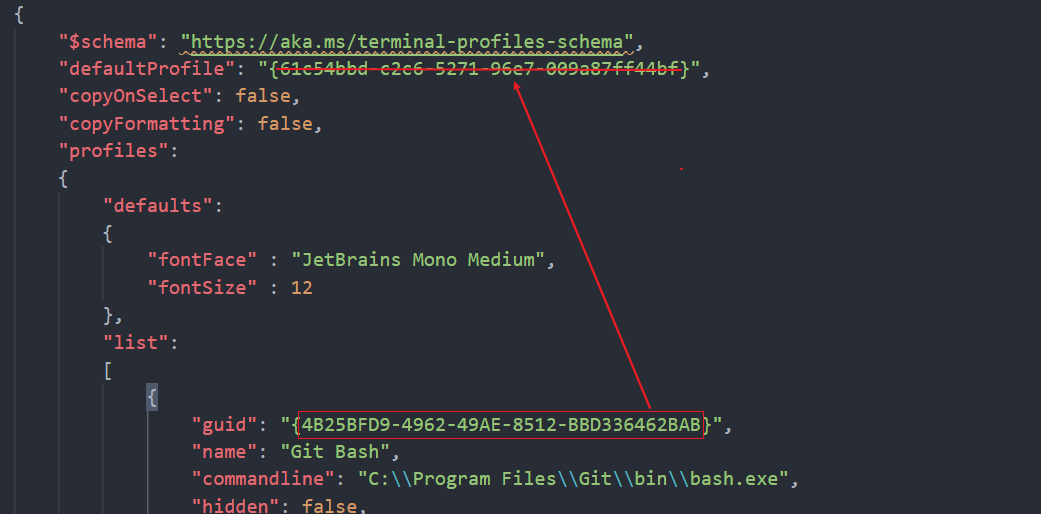 {
"$schema": "https://aka.ms/terminal-profiles-schema",
"defaultProfile": "{61c54bbd-c2c6-5271-96e7-009a87ff44bf}",
"copyOnSelect": false,
"copyFormatting": false,
"profiles":
{
"defaults":
{
"fontFace" : "JetBrains Mono Medium",
"fontSize" : 12
},
"list":
[
{
"guid": "{4B25BFD9-4962-49AE-8512-BBD336462BAB}",
"name": "Git Bash",
"commandline": "C:\\Program Files\\Git\\bin\\bash.exe",
"hidden": false,